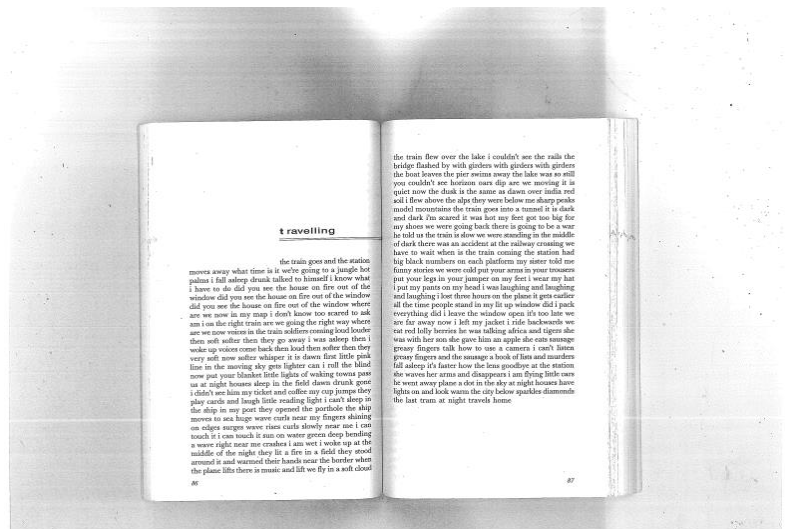 t ravelling
the train goes and the station
moves away what time is it we're going to a jungle hot
palms i fall asleep drunk talked to himself i know what
i have to do did you see the house on fire out of the
window did you see the house on fire out of the window
did you see the house on fire out of the window where
are we now in my map i don't know too scared to ask
am i on the right train are we going the right way where
are we now voices in the train soldiers coming loud louder
then soft softer then they go away i was asleep then i
woke up voices come back then loud then softer then they
very soft now softer whisper it is dawn first little pink
line in the moving sky gets lighter can i roll the blind
now put your blanket little lights of waking towns pass
us at night houses sleep in the field dawn drunk gone
i didn't see him my ticket and coffee my cup jumps they
play cards and laugh little reading light i can't sleep in
the ship in my port they opened the porthole the ship
moves to sea huge wave curls near my fingers shining
on edges surges wave rises curls slowly near me i can
touch it i can touch it sun on water green deep bending
a wave right near me crashes i am wet i woke up at the
middle of the night they lit a fire in a field they stood
around it and warmed their hands near the border when
the plane lifts there is music and lift we fly in a soft cloud
86
the train flew over the lake i couldn't see the rails the
bridge flashed by with girders with girders with girders
the boat leaves the pier swims away the lake was so still
you couldn't see horizon oars dip are we moving it is
quiet now the dusk is the same as dawn over india red
soil i flew above the alps they were below me sharp peaks
model mountains the train goes into a tunnel it is dark
and dark i'm scared it was hot my feet got too big for
my shoes we were going back there is going to be a war
he told us the train is slow we were standing in the middle
of dark there was an accident at the railway crossing we
have to wait when is the train coming the station had
big black numbers on each platform my sister told me
funny stories we were cold put your arms in your trousers
put your legs in your jumper on my feet i wear my hat
i put my pants on my head i was laughing and laughing
and laughing i lost three hours on the plane it gets earlier
all the time people stand in my lit up window did i pack
everything did i leave the window open it's too late we
are far away now i left my jacket i ride backwards we
eat red lolly berries he was talking africa and tigers she
was with her son she gave him an apple she eats sausage
greasy fingers talk how to use a camera i can't listen
greasy fingers and the sausage a book of lists and murders
fall asleep it's faster how the lens goodbye at the station
she waves her arms and disappears i am flying little cars
he went away plane a dot in the sky at night houses have
lights on and look warm the city below sparkles diamonds
the last tram at night travels home
87